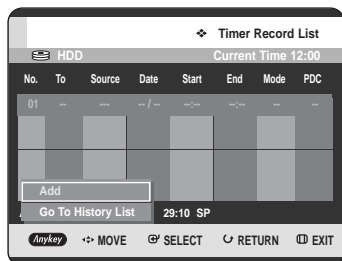 ❖ Timer Record List
HDD Current Time 12:00
No. To Source Date Start End Mode PDC
01 -- --- -- / -- --:-- --:-- -- --
Add
Go To History List 29:10 SP
Anykey MOVE SELECT RETURN EXIT